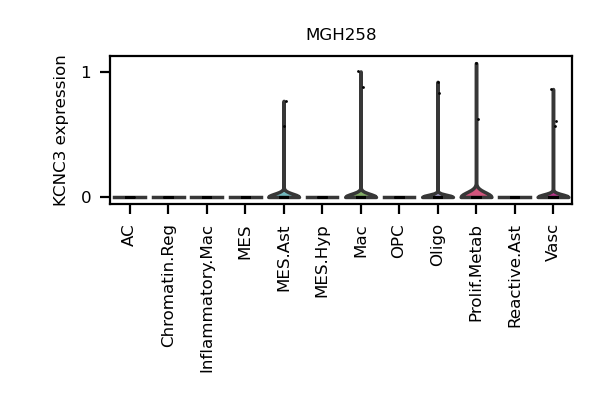 MGH258
KCNC3 expression
1
0
AC
Chromatin.Reg
Inflammatory.Mac
MES
MES.Ast
MES.Hyp
Mac
OPC
Oligo
Prolif.Metab
Reactive.Ast
Vasc